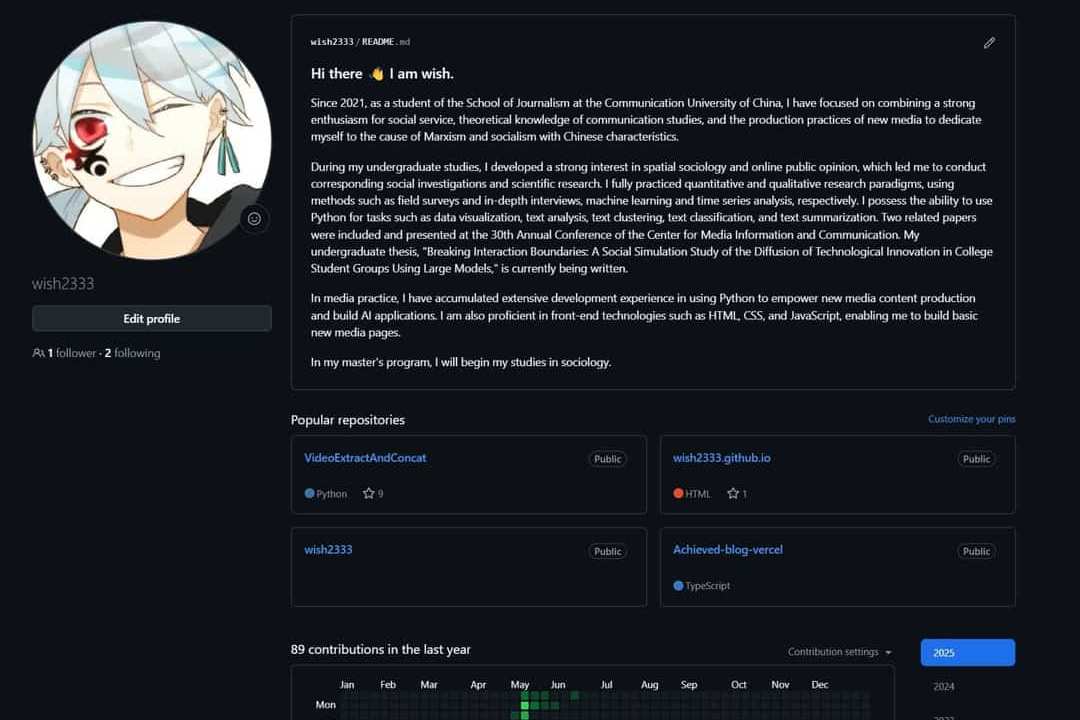 wish2333/README.md
Hi there 👋 I am wish.
Since 2021, as a student of the School of Journalism at the Communication University of China, I have focused on combining a strong
enthusiasm for social service, theoretical knowledge of communication studies, and the production practices of new media to dedicate
myself to the cause of Marxism and socialism with Chinese characteristics.
During my undergraduate studies, I developed a strong interest in spatial sociology and online public opinion, which led me to conduct
corresponding social investigations and scientific research. I fully practiced quantitative and qualitative research paradigms, using
methods such as field surveys and in-depth interviews, machine learning and time series analysis, respectively. I possess the ability to use
Python for tasks such as data visualization, text analysis, text clustering, text classification, and text summarization. Two related papers
were included and presented at the 30th Annual Conference of the Center for Media Information and Communication. My
undergraduate thesis, "Breaking Interaction Boundaries: A Social Simulation Study of the Diffusion of Technological Innovation in College
Student Groups Using Large Models," is currently being written.
In media practice, I have accumulated extensive development experience in using Python to empower new media content production
and build AI applications. I am also proficient in front-end technologies such as HTML, CSS, and JavaScript, enabling me to build basic
new media pages.
In my master's program, I will begin my studies in sociology.
wish2333
Edit profile
1 follower · 2 following
Popular repositories
Customize your pins
VideoExtractAndConcat
Public
Python 9
wish2333.github.io
Public
HTML 1
wish2333
Public
Achieved-blog-vercel
Public
TypeScript
89 contributions in the last year
Contribution settings
2025
2024
Jan Feb Mar Apr May Jun Jul Aug Sep Oct Nov Dec
Mon